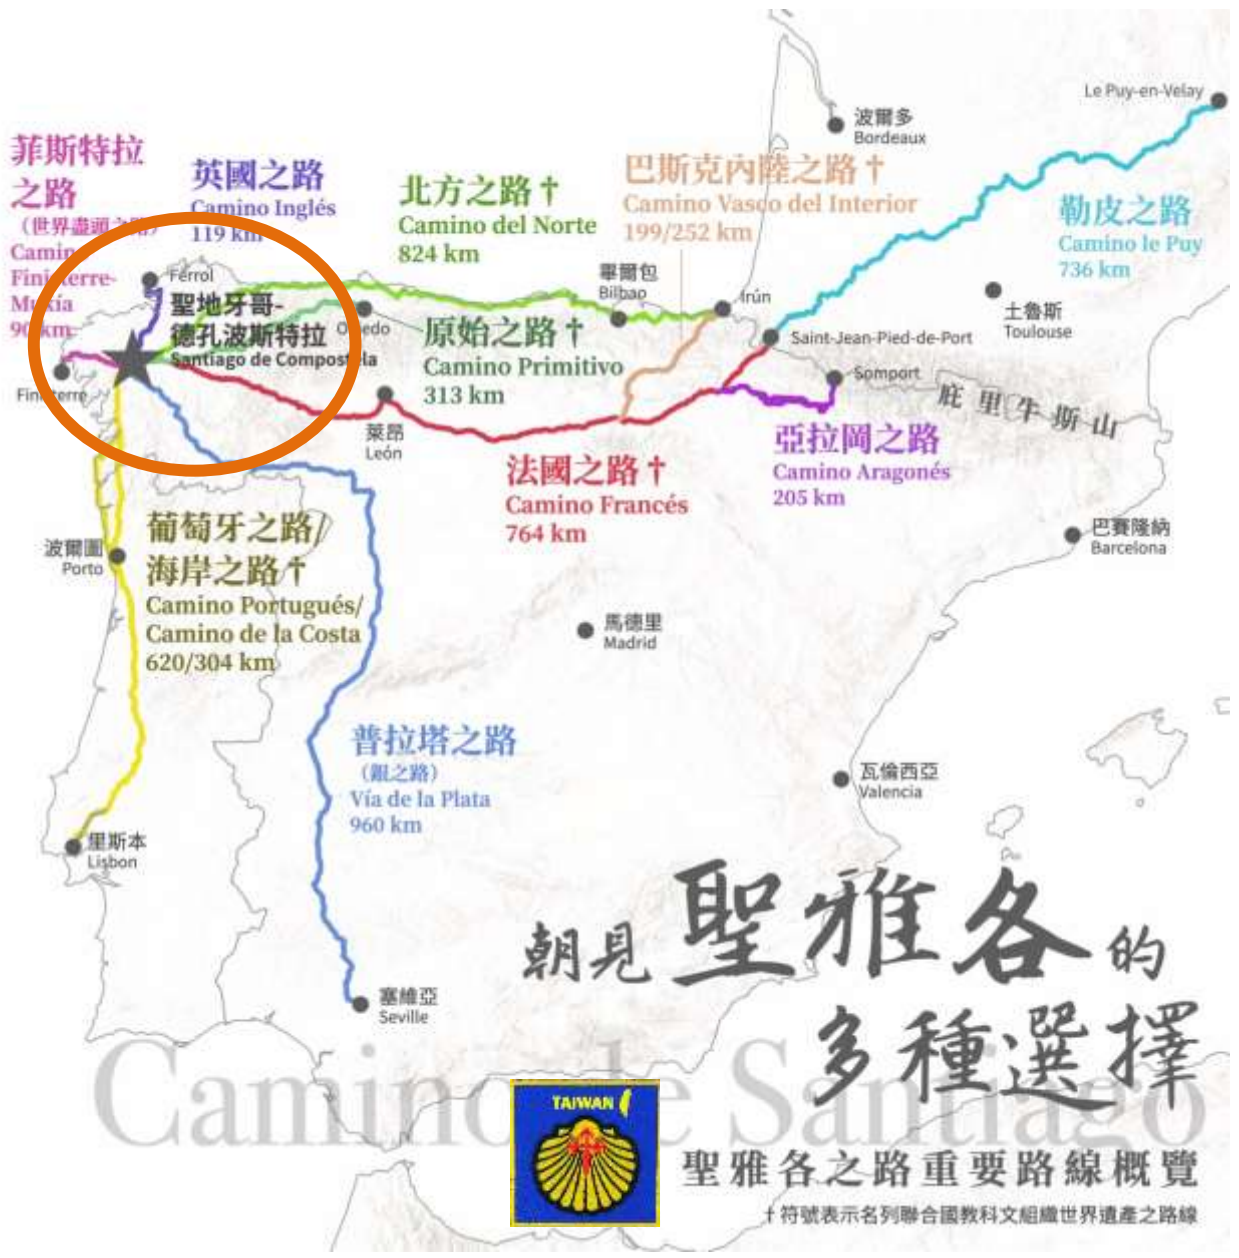 Le Puy-en-Velay
波爾多
Bordeaux
菲斯特拉
之路
(世界盡頭之路)
Camino
Finisterre-
Muxía
90 km
英國之路
Camino Inglés
119 km
北方之路†
Camino del Norte
824 km
巴斯克內陸之路†
Camino Vasco del Interior
199/252 km
勒皮之路
Camino le Puy
736 km
Ferrol
畢爾包
Bilbao
Irún
土魯斯
Toulouse
聖地牙哥-
德孔波斯特拉
Santiago de Compostela
Oviedo
原始之路†
Camino Primitivo
313 km
Saint-Jean-Pied-de-Port
Somport
庇里牛斯山
Finisterre
萊昂
León
法國之路†
Camino Francés
764 km
亞拉岡之路
Camino Aragonés
205 km
波爾圖
Porto
葡萄牙之路/
海岸之路†
Camino Portugués/
Camino de la Costa
620/304 km
巴賽隆納
Barcelona
馬德里
Madrid
普拉塔之路
(銀之路)
Vía de la Plata
960 km
瓦倫西亞
Valencia
里斯本
Lisbon
塞維亞
Seville
朝見聖雅各的
多種選擇
Camino de Santiago
TAIWAN
聖雅各之路重要路線概覽
†符號表示名列聯合國教科文組織世界遺產之路線